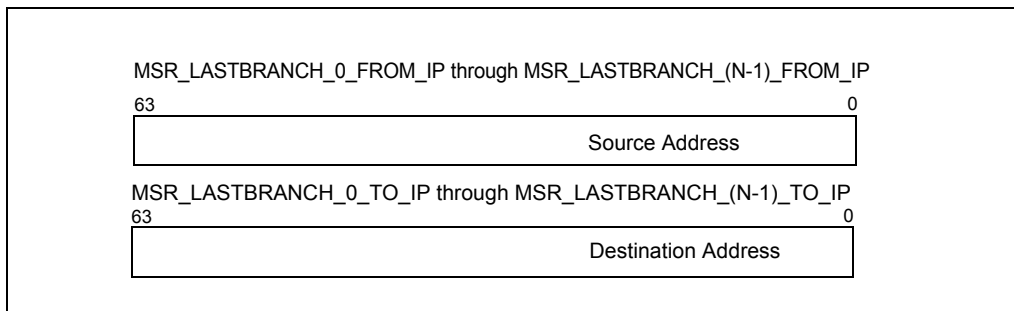 MSR_LASTBRANCH_0_FROM_IP through MSR_LASTBRANCH_(N-1)_FROM_IP
63 0
Source Address
MSR_LASTBRANCH_0_TO_IP through MSR_LASTBRANCH_(N-1)_TO_IP
63 0
Destination Address